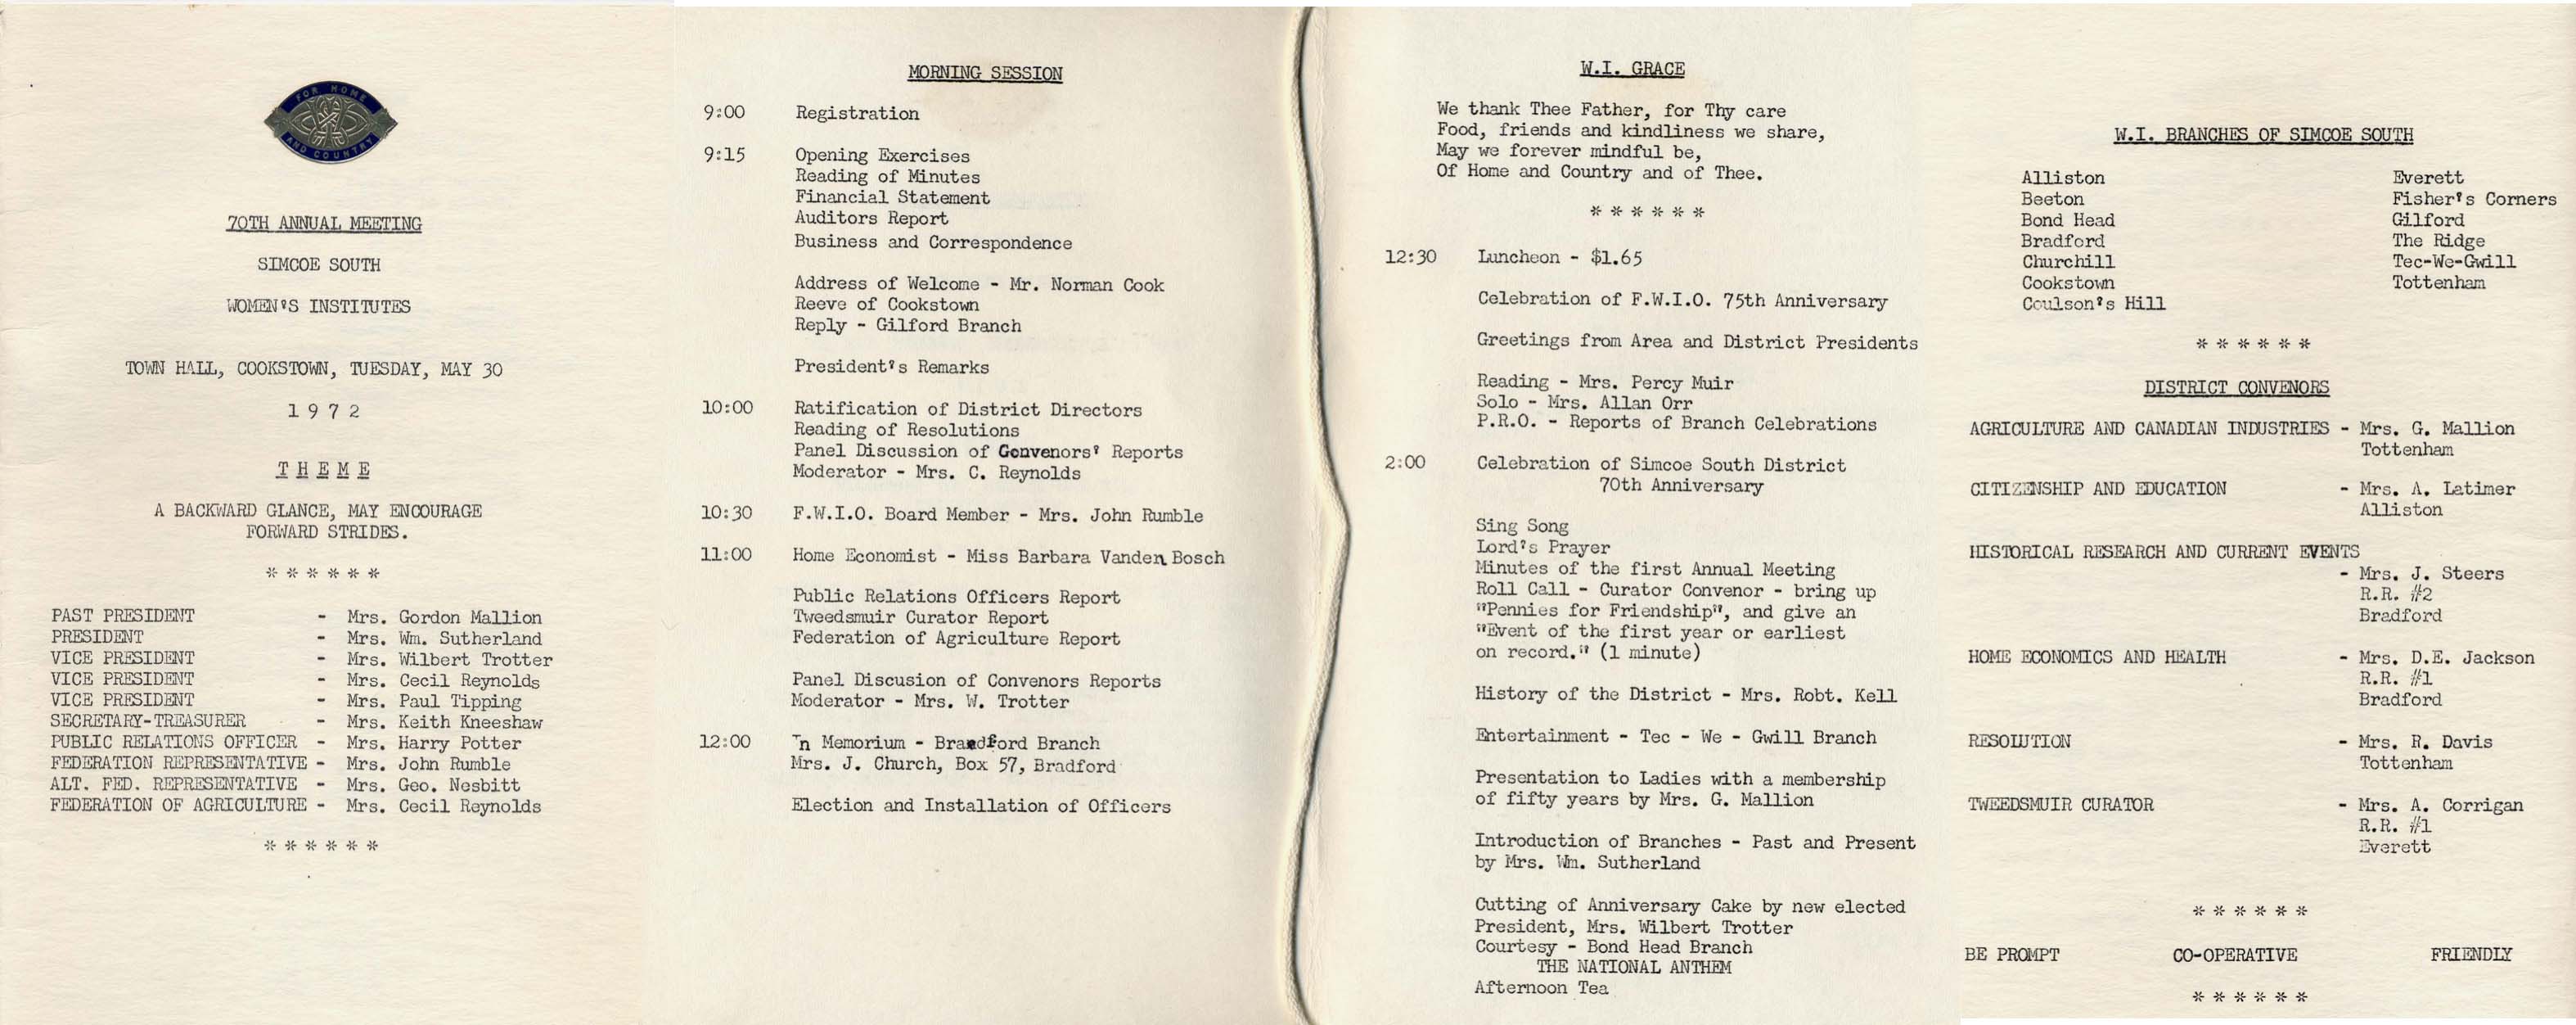 FOR HOME
AND COUNTRY
70TH ANNUAL MEETING
SIMCOE SOUTH
WOMEN'S INSTITUTES
TOWN HALL, COOKSTOWN, TUESDAY, MAY 30
1 9 7 2
T H E M E
A BACKWARD GLANCE, MAY ENCOURAGE
FORWARD STRIDES.
* * * * * *
PAST PRESIDENT - Mrs. Gordon Mallion
PRESIDENT - Mrs. Wm. Sutherland
VICE PRESIDENT - Mrs. Wilbert Trotter
VICE PRESIDENT - Mrs. Cecil Reynolds
VICE PRESIDENT - Mrs. Paul Tipping
SECRETARY-TREASURER - Mrs. Keith Kneeshaw
PUBLIC RELATIONS OFFICER - Mrs. Harry Potter
FEDERATION REPRESENTATIVE - Mrs. John Rumble
ALT. FED. REPRESENTATIVE - Mrs. Geo. Nesbitt
FEDERATION OF AGRICULTURE - Mrs. Cecil Reynolds
* * * * * *
MORNING SESSION
9:00 Registration
9:15 Opening Exercises
Reading of Minutes
Financial Statement
Auditors Report
Business and Correspondence
Address of Welcome - Mr. Norman Cook
Reeve of Cookstown
Reply - Gilford Branch
President's Remarks
10:00 Ratification of District Directors
Reading of Resolutions
Panel Discussion of Convenors' Reports
Moderator - Mrs. C. Reynolds
10:30 F.W.I.O. Board Member - Mrs. John Rumble
11:00 Home Economist - Miss Barbara Vanden Bosch
Public Relations Officers Report
Tweedsmuir Curator Report
Federation of Agriculture Report
Panel Discusion of Convenors Reports
Moderator - Mrs. W. Trotter
12:00 In Memorium - Bradford Branch
Mrs. J. Church, Box 57, Bradford
Election and Installation of Officers
W.I. GRACE
We thank Thee Father, for Thy care
Food, friends and kindliness we share,
May we forever mindful be,
Of Home and Country and of Thee.
* * * * * *
12:30 Luncheon - $1.65
Celebration of F.W.I.O. 75th Anniversary
Greetings from Area and District Presidents
Reading - Mrs. Percy Muir
Solo - Mrs. Allan Orr
P.R.O. - Reports of Branch Celebrations
2:00 Celebration of Simcoe South District
70th Anniversary
Sing Song
Lord's Prayer
Minutes of the first Annual Meeting
Roll Call - Curator Convenor - bring up
"Pennies for Friendship", and give an
"Event of the first year or earliest
on record." (1 minute)
History of the District - Mrs. Robt. Kell
Entertainment - Tec - We - Gwill Branch
Presentation to Ladies with a membership
of fifty years by Mrs. G. Mallion
Introduction of Branches - Past and Present
by Mrs. Wm. Sutherland
Cutting of Anniversary Cake by new elected
President, Mrs. Wilbert Trotter
Courtesy - Bond Head Branch
THE NATIONAL ANTHEM
Afternoon Tea
W.I. BRANCHES OF SIMCOE SOUTH
Alliston Everett
Beeton Fisher's Corners
Bond Head Gilford
Bradford The Ridge
Churchill Tec-We-Gwill
Cookstown Tottenham
Coulson's Hill
* * * * * *
DISTRICT CONVENORS
AGRICULTURE AND CANADIAN INDUSTRIES - Mrs. G. Mallion
Tottenham
CITIZENSHIP AND EDUCATION - Mrs. A. Latimer
Alliston
HISTORICAL RESEARCH AND CURRENT EVENTS
- Mrs. J. Steers
R.R. #2
Bradford
HOME ECONOMICS AND HEALTH - Mrs. D.E. Jackson
R.R. #1
Bradford
RESOLUTION - Mrs. R. Davis
Tottenham
TWEEDSMUIR CURATOR - Mrs. A. Corrigan
R.R. #1
Everett
* * * * * *
BE PROMPT CO-OPERATIVE FRIENDLY
* * * * * *